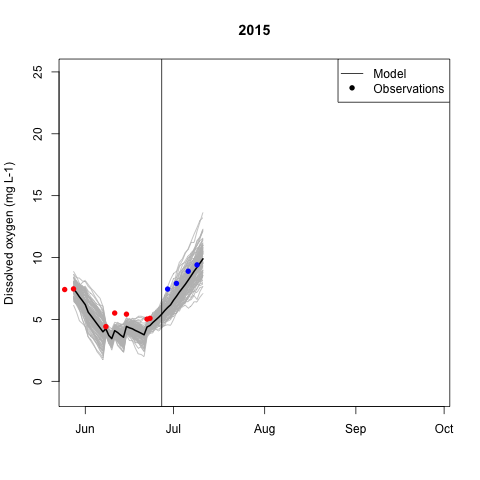 2015
Model
Observations
Dissolved oxygen (mg L-1)
25
20
15
10
5
0
Jun
Jul
Aug
Sep
Oct